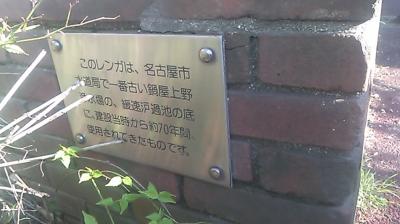 このレンガは、名古屋市
水道局で一番古い鍋屋上野
浄水場の、緩速沪過池の底
に、建設当時から約70年間
使用されてきたものです。